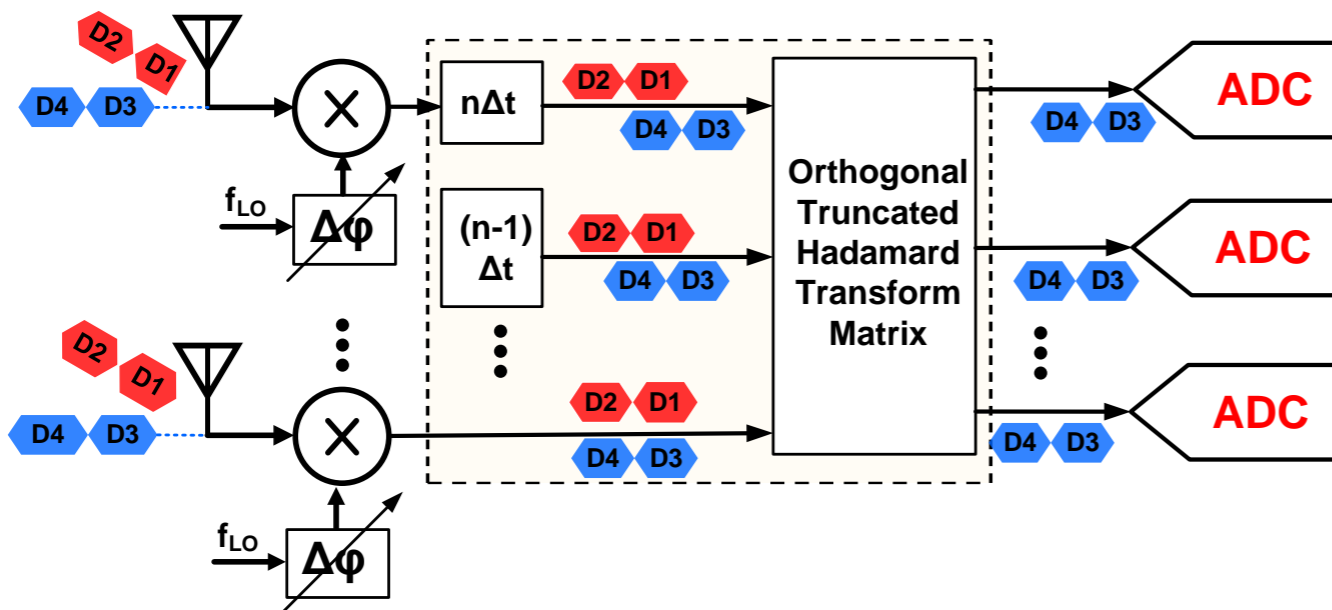 D2 D1
D4 D3
f_LO
Δφ
nΔt
D2 D1
D4 D3
(n-1)
Δt
D2 D1
D4 D3
D2 D1
D4 D3
f_LO
Δφ
D2 D1
D4 D3
Orthogonal
Truncated
Hadamard
Transform
Matrix
D4 D3
ADC
D4 D3
ADC
D4 D3
ADC